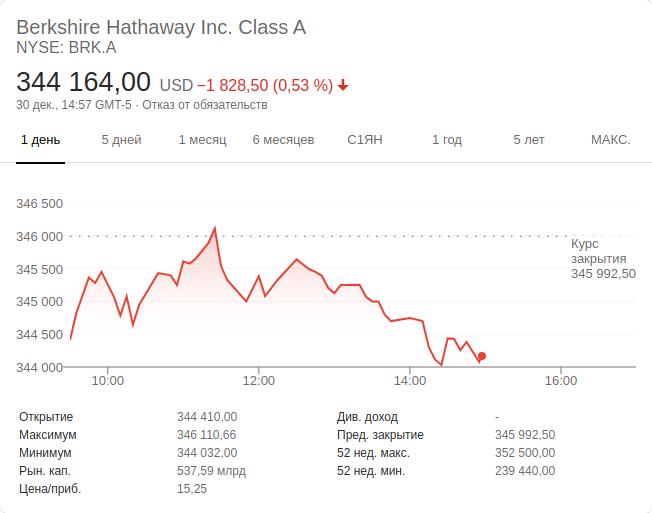 Berkshire Hathaway Inc. Class A
NYSE: BRK.A
344 164,00 USD −1 828,50 (0,53 %)
30 дек., 14:57 GMT-5 · Отказ от обязательств
1 день 5 дней 1 месяц 6 месяцев С1ЯН 1 год 5 лет МАКС.
346 500
346 000
Курс
закрытия
345 992,50
345 500
345 000
344 500
344 000
10:00 12:00 14:00 16:00
Открытие 344 410,00 Див. доход -
Максимум 346 110,66 Пред. закрытие 345 992,50
Минимум 344 032,00 52 нед. макс. 352 500,00
Рын. кап. 537,59 млрд 52 нед. мин. 239 440,00
Цена/приб. 15,25